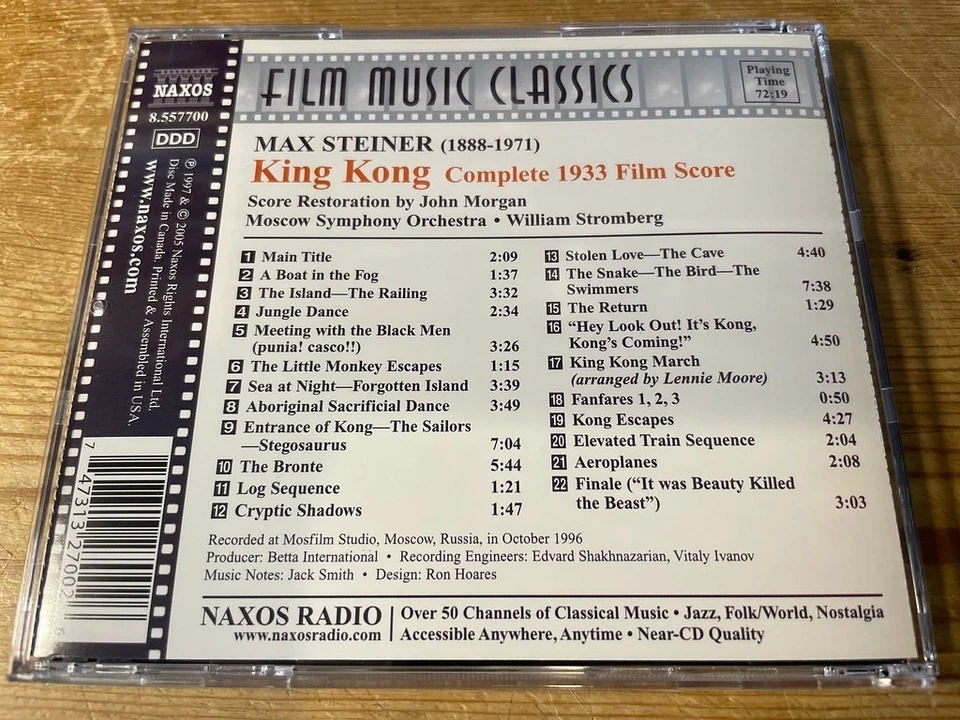 NAXOS
8.557700
DDD
℗ 1997 & © 2005 Naxos Rights International Ltd.
Disc Made in Canada. Printed & Assembled in USA.
www.naxos.com
7 47313 27002 6
FILM MUSIC CLASSICS
Playing
Time
72:19
MAX STEINER (1888-1971)
King Kong Complete 1933 Film Score
Score Restoration by John Morgan
Moscow Symphony Orchestra • William Stromberg
1 Main Title 2:09
2 A Boat in the Fog 1:37
3 The Island—The Railing 3:32
4 Jungle Dance 2:34
5 Meeting with the Black Men
(punia! casco!!) 3:26
6 The Little Monkey Escapes 1:15
7 Sea at Night—Forgotten Island 3:39
8 Aboriginal Sacrificial Dance 3:49
9 Entrance of Kong—The Sailors
—Stegosaurus 7:04
10 The Bronte 5:44
11 Log Sequence 1:21
12 Cryptic Shadows 1:47
13 Stolen Love—The Cave 4:40
14 The Snake—The Bird—The
Swimmers 7:38
15 The Return 1:29
16 “Hey Look Out! It’s Kong,
Kong’s Coming!” 4:50
17 King Kong March
(arranged by Lennie Moore) 3:13
18 Fanfares 1, 2, 3 0:50
19 Kong Escapes 4:27
20 Elevated Train Sequence 2:04
21 Aeroplanes 2:08
22 Finale (“It was Beauty Killed
the Beast”) 3:03
Recorded at Mosfilm Studio, Moscow, Russia, in October 1996
Producer: Betta International • Recording Engineers: Edvard Shakhnazarian, Vitaly Ivanov
Music Notes: Jack Smith • Design: Ron Hoares
NAXOS RADIO
www.naxosradio.com
Over 50 Channels of Classical Music • Jazz, Folk/World, Nostalgia
Accessible Anywhere, Anytime • Near-CD Quality